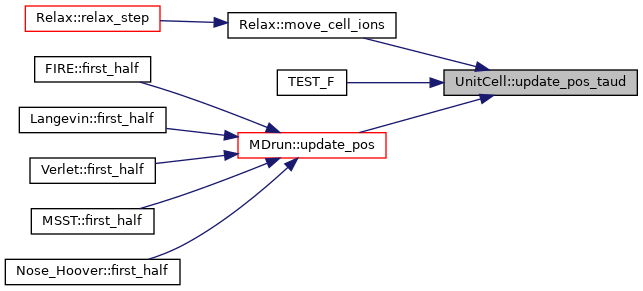 Relax::relax_step
Relax::move_cell_ions
FIRE::first_half
TEST_F
UnitCell::update_pos_taud
Langevin::first_half
MDrun::update_pos
Verlet::first_half
MSST::first_half
Nose_Hoover::first_half